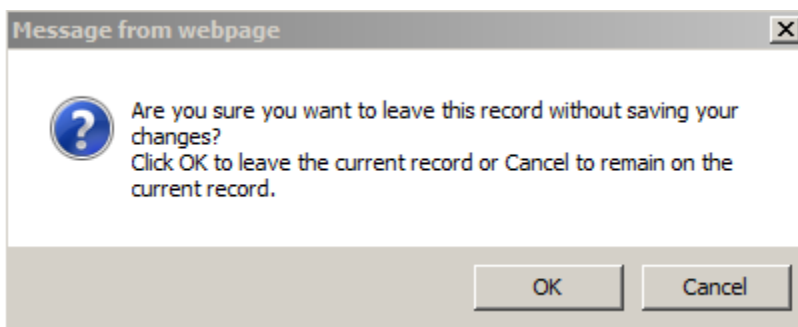 Message from webpage
Are you sure you want to leave this record without saving your
changes?
Click OK to leave the current record or Cancel to remain on the
current record.
OK
Cancel